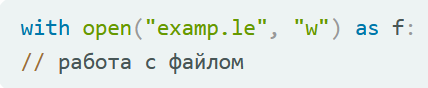 with open("examp.le", "w") as f:
// работа с файлом